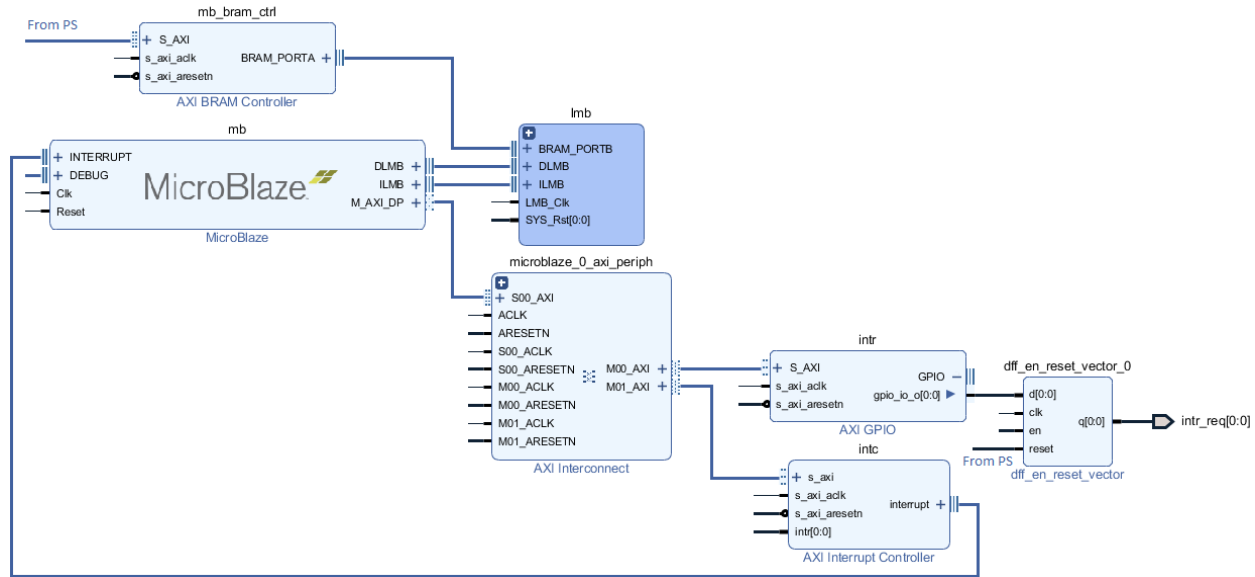 mb_bram_ctrl
From PS
S_AXI
s_axi_aclk
s_axi_aresetn
BRAM_PORTA
AXI BRAM Controller
mb
INTERRUPT
DEBUG
Clk
Reset
MicroBlaze
DLMB
ILMB
M_AXI_DP
MicroBlaze
lmb
BRAM_PORTB
DLMB
ILMB
LMB_Clk
SYS_Rst[0:0]
microblaze_0_axi_periph
S00_AXI
ACLK
ARESETN
S00_ACLK
S00_ARESETN
M00_ACLK
M00_ARESETN
M01_ACLK
M01_ARESETN
M00_AXI
M01_AXI
AXI Interconnect
intr
S_AXI
s_axi_aclk
s_axi_aresetn
GPIO
gpio_io_o[0:0]
AXI GPIO
dff_en_reset_vector_0
d[0:0]
clk
en
reset
q[0:0]
From PS
dff_en_reset_vector
intr_req[0:0]
intc
s_axi
s_axi_aclk
s_axi_aresetn
intr[0:0]
interrupt
AXI Interrupt Controller